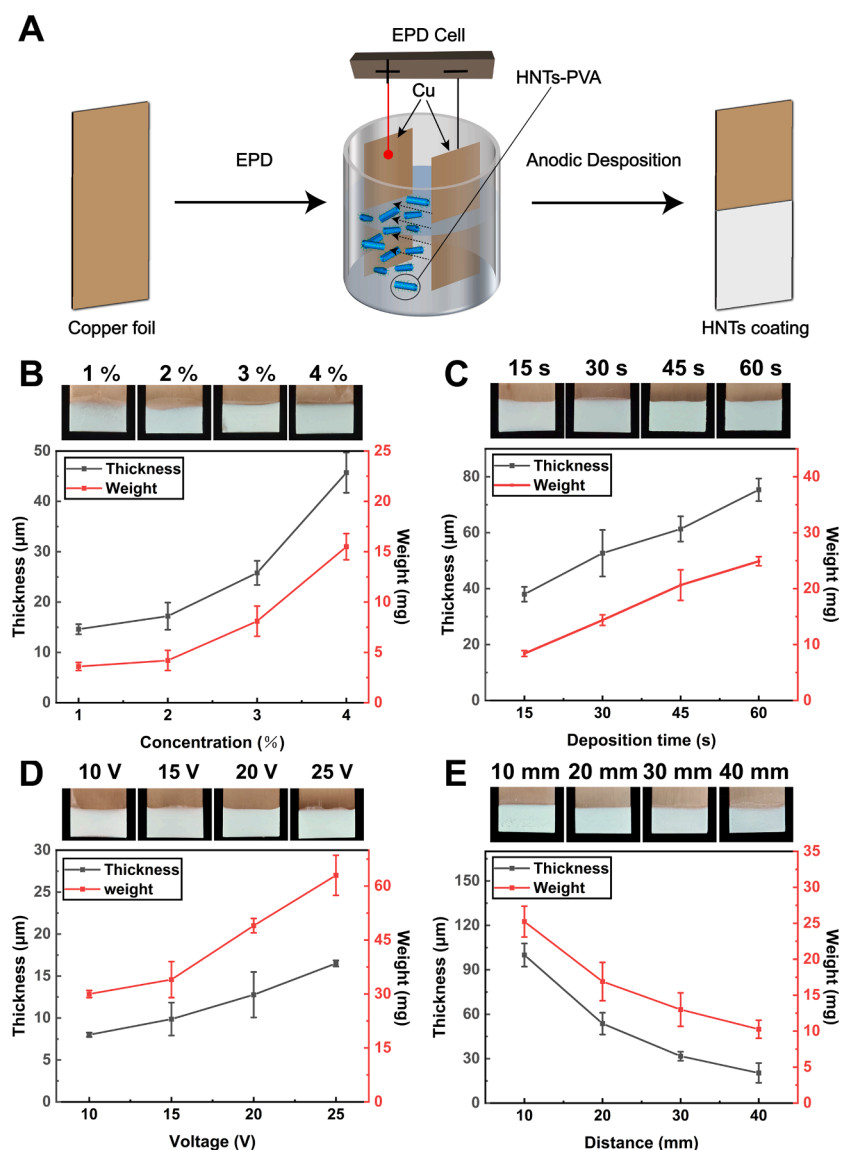 A
EPD Cell
+
−
HNTs-PVA
Cu
EPD
Anodic Desposition
Copper foil
HNTs coating
B
1 % 2 % 3 % 4 %
Thickness
Weight
50
40
30
20
10
0
Thickness (μm)
25
20
15
10
5
0
Weight (mg)
1 2 3 4
Concentration (%)
C
15 s 30 s 45 s 60 s
Thickness
Weight
80
60
40
20
0
Thickness (μm)
40
30
20
10
0
Weight (mg)
15 30 45 60
Deposition time (s)
D
10 V 15 V 20 V 25 V
Thickness
weight
30
25
20
15
10
5
0
Thickness (μm)
60
45
30
15
0
Weight (mg)
10 15 20 25
Voltage (V)
E
10 mm 20 mm 30 mm 40 mm
Thickness
Weight
150
120
90
60
30
0
Thickness (μm)
35
30
25
20
15
10
5
0
Weight (mg)
10 20 30 40
Distance (mm)